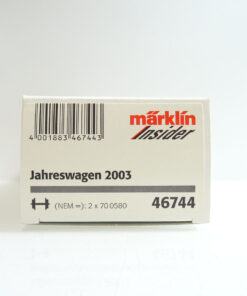 4 001883 467443
märklin
Insider
Jahreswagen 2003
(NEM =): 2 x 70 0580
46744